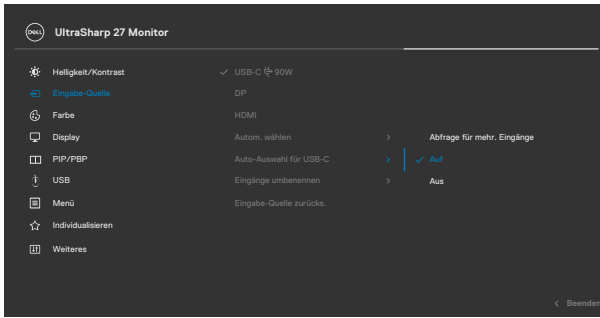 DELL UltraSharp 27 Monitor
Helligkeit/Kontrast
Eingabe-Quelle
Farbe
Display
PIP/PBP
USB
Menü
Individualisieren
Weiteres
USB-C 90W
DP
HDMI
Autom. wählen
Auto-Auswahl für USB-C
Eingänge umbenennen
Eingabe-Quelle zurücks.
Abfrage für mehr. Eingänge
Auf
Aus
Beenden